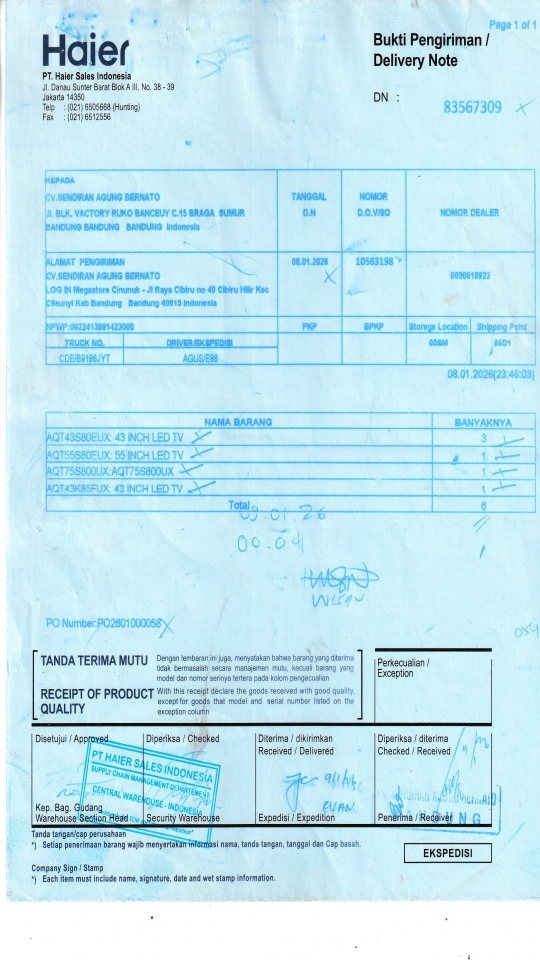 Page 1 of 1
Haier
Bukti Pengiriman /
Delivery Note
PT. Haier Sales Indonesia
Jl. Danau Sunter Barat Blok A III, No. 38 - 39
Jakarta 14350
Telp : (021) 6505668 (Hunting)
Fax : (021) 6512556
DN : 83567309
KEPADA
CV.SENDIRAN AGUNG BERNATO
JL BLK. VACTORY RUKO BANCEUY C.15 BRAGA SUMUR
BANDUNG BANDUNG BANDUNG Indonesia
TANGGAL
D.N
NOMOR
D.O.V/SO
NOMOR DEALER
ALAMAT PENGIRIMAN
CV.SENDIRAN AGUNG BERNATO
LOG IN Megastore Cinunuk - Jl Raya Cibiru no 40 Cibiru Hilir Kec
Cileunyi Kab Bandung Bandung 40915 Indonesia
08.01.2026
10563198
6000610922
NPWP:0022413991423000
PKP
BPKP
Storege Location
Shipping Point
TRUCK NO.
DRIVER/EKSPEDISI
00SM
65D1
CDE/B9186JYT
AGUS/E86
08.01.2026[23:46:03]
NAMA BARANG
BANYAKNYA
AQT43S80EUX: 43 INCH LED TV 3
AQT55S80EUX: 55 INCH LED TV 1
AQT75S800UX:AQT75S800UX 1
AQT43K85FUX: 43 INCH LED TV 1
Total 6
09.01.26
00.04
WISNU
PO Number:PO2601000056
054
TANDA TERIMA MUTU
Dengan lembaran ini juga, menyatakan bahwa barang yang diterima
tidak bermasalah secara manajemen mutu, kecuali barang yang
model dan nomor serinya tertera pada kolom pengecualian
RECEIPT OF PRODUCT
QUALITY
With this receipt declare the goods received with good quality,
except for goods that model and serial number listed on the
exception column
Perkecualian /
Exception
Disetujui / Approved
Diperiksa / Checked
Diterima / dikirimkan
Received / Delivered
Diperiksa / diterima
Checked / Received
PT HAIER SALES INDONESIA
SUPPLY CHAIN MANAGEMENT DEPARTEMENT
CENTRAL WAREHOUSE - INDONESIA
EVAN
Kep. Bag. Gudang
Warehouse Section Head
Security Warehouse
Expedisi / Expedition
Penerima / Receiver
Tanda tangan/cap perusahaan
*) Setiap penerimaan barang wajib menyertakan informasi nama, tanda tangan, tanggal dan Cap basah.
EKSPEDISI
Company Sign / Stamp
*) Each item must include name, signature, date and wet stamp information.